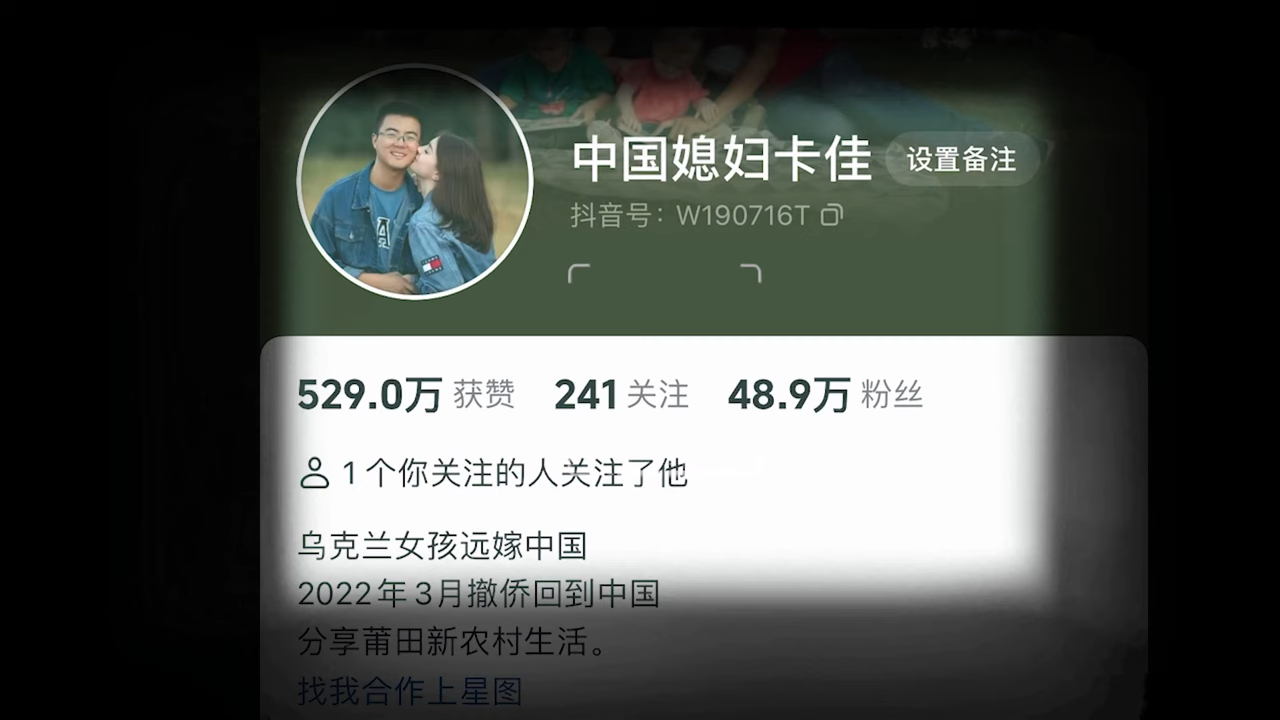 中国媳妇卡佳 设置备注
抖音号：W190716T
529.0万 获赞 241 关注 48.9万 粉丝
1个你关注的人关注了他
乌克兰女孩远嫁中国
2022年3月撤侨回到中国
分享莆田新农村生活。
找我合作上星图